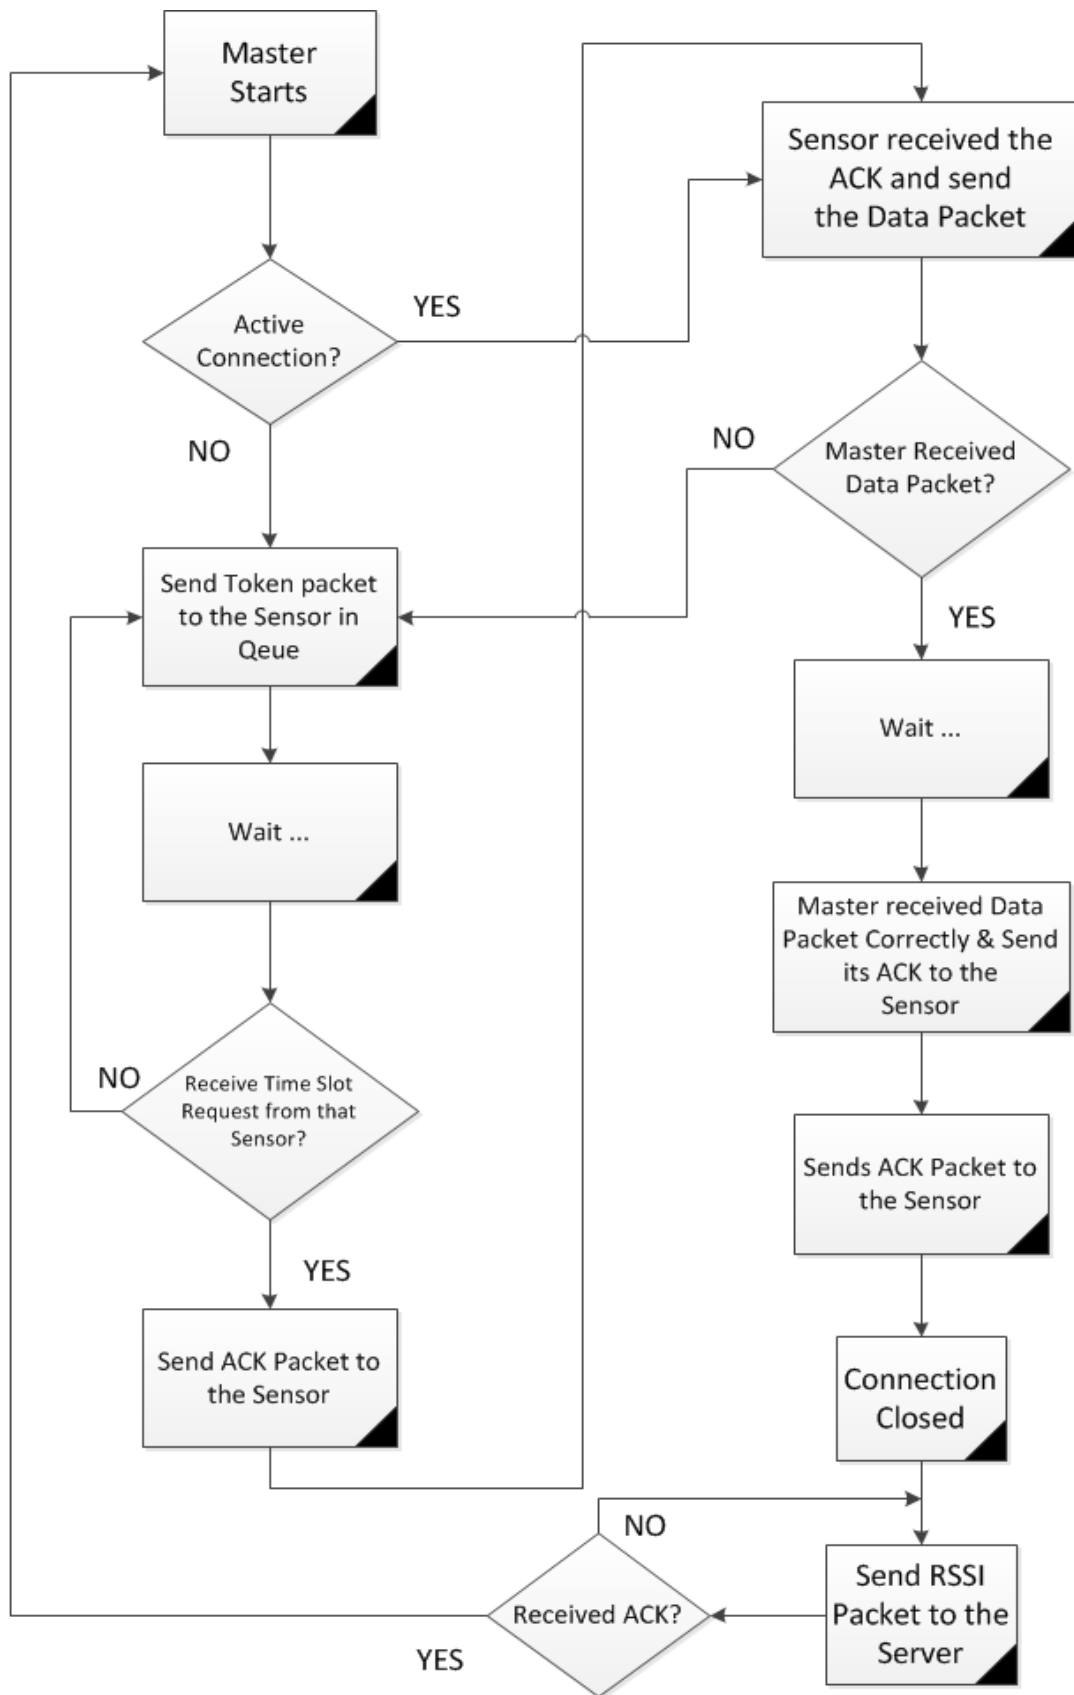 Master
Starts
Active
Connection?
YES
NO
Send Token packet
to the Sensor in
Qeue
Wait ...
Receive Time Slot
Request from that
Sensor?
NO
YES
Send ACK Packet to
the Sensor
Sensor received the
ACK and send
the Data Packet
Master Received
Data Packet?
NO
YES
Wait ...
Master received Data
Packet Correctly & Send
its ACK to the
Sensor
Sends ACK Packet to
the Sensor
Connection
Closed
Send RSSI
Packet to the
Server
Received ACK?
NO
YES